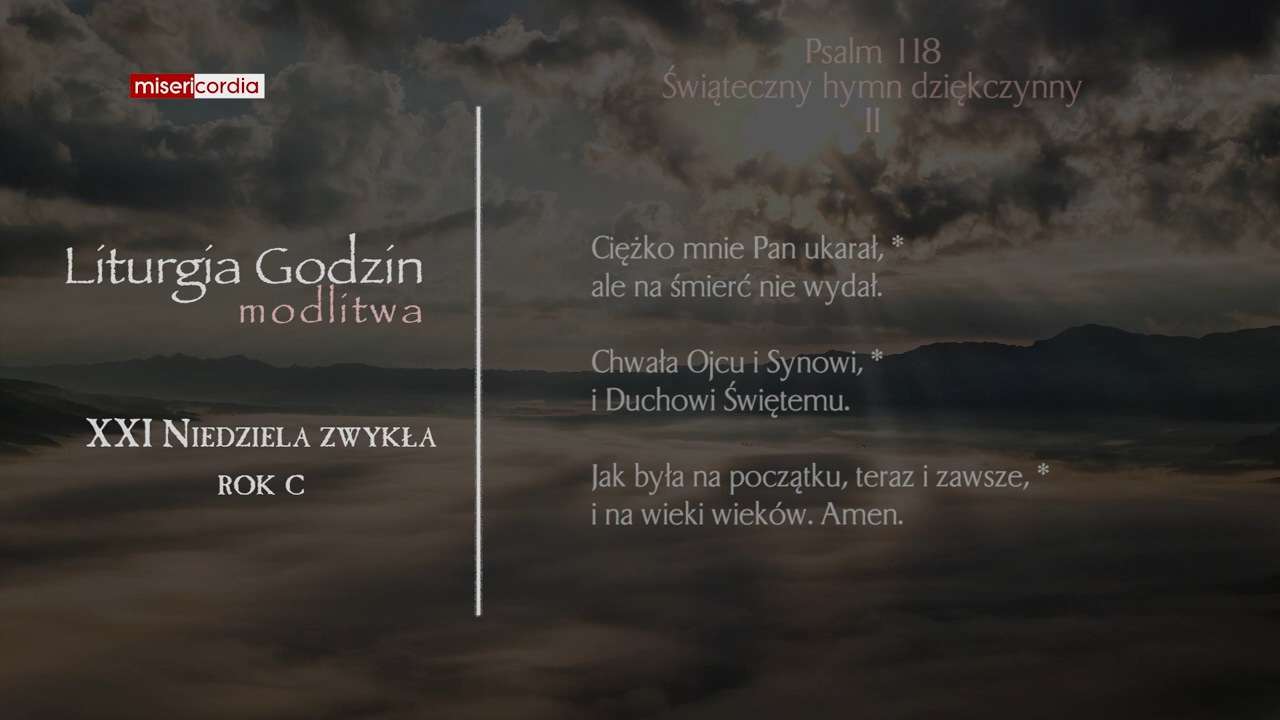 misericordia
Liturgia Godzin
modlitwa
XXI Niedziela zwykła
rok C
Psalm 118
Świąteczny hymn dziękczynny
II
Ciężko mnie Pan ukarał, *
ale na śmierć nie wydał.
Chwała Ojcu i Synowi, *
i Duchowi Świętemu.
Jak była na początku, teraz i zawsze, *
i na wieki wieków. Amen.